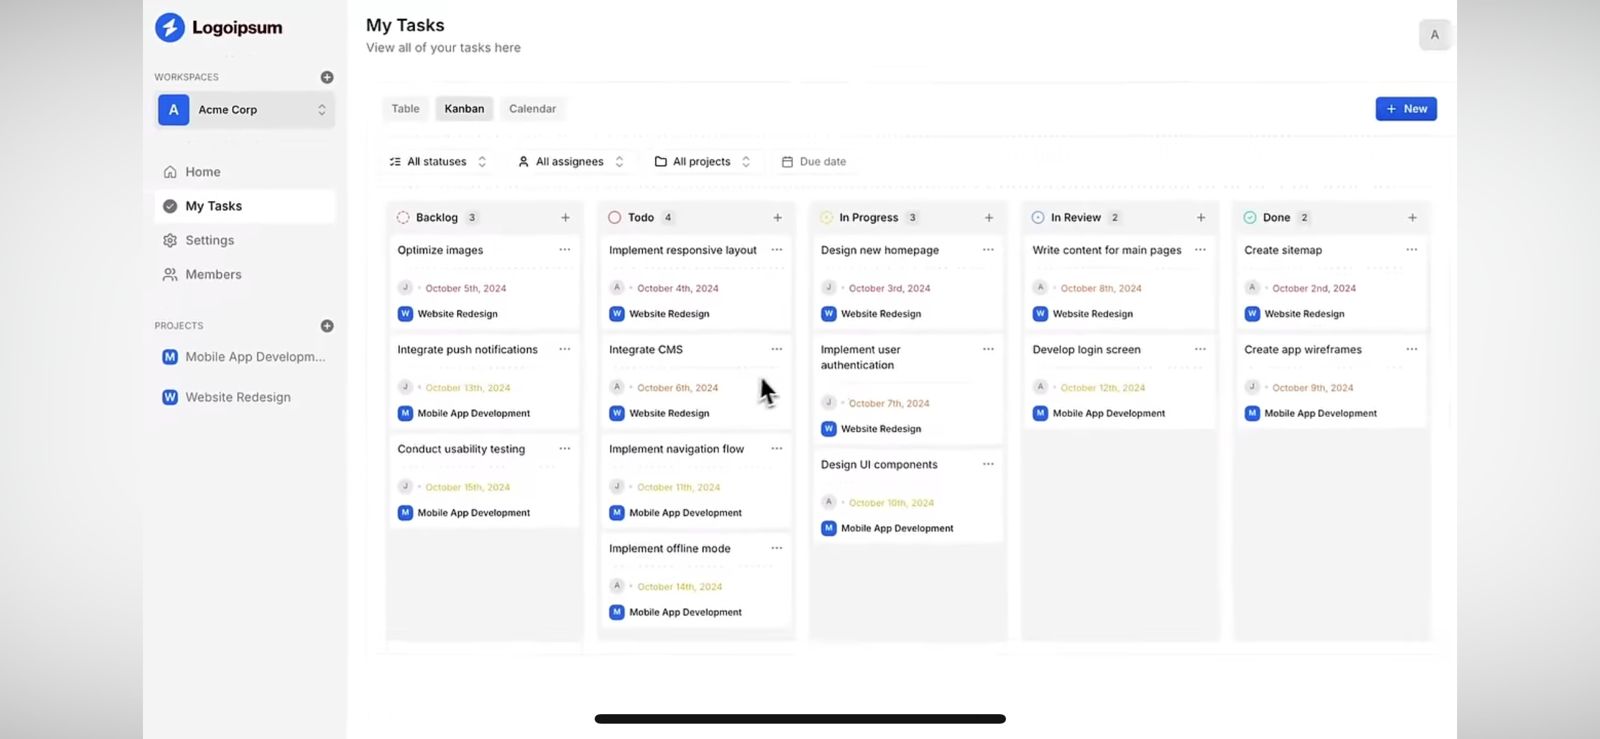 Logoipsum
WORKSPACES
A
Acme Corp
Home
My Tasks
Settings
Members
PROJECTS
M Mobile App Developm...
W Website Redesign
My Tasks
View all of your tasks here
A
Table Kanban Calendar
+ New
All statuses All assignees All projects Due date
Backlog 3 +
Optimize images ...
J • October 5th, 2024
W Website Redesign
Integrate push notifications ...
J • October 13th, 2024
M Mobile App Development
Conduct usability testing ...
J • October 15th, 2024
M Mobile App Development
Todo 4 +
Implement responsive layout ...
A • October 4th, 2024
W Website Redesign
Integrate CMS ...
A • October 6th, 2024
W Website Redesign
Implement navigation flow ...
J • October 11th, 2024
M Mobile App Development
Implement offline mode ...
A • October 14th, 2024
M Mobile App Development
In Progress 3 +
Design new homepage ...
J • October 3rd, 2024
W Website Redesign
Implement user ...
authentication
J • October 7th, 2024
W Website Redesign
Design UI components ...
A • October 10th, 2024
M Mobile App Development
In Review 2 +
Write content for main pages ...
A • October 8th, 2024
W Website Redesign
Develop login screen ...
A • October 12th, 2024
M Mobile App Development
Done 2 +
Create sitemap ...
A • October 2nd, 2024
W Website Redesign
Create app wireframes ...
J • October 9th, 2024
M Mobile App Development